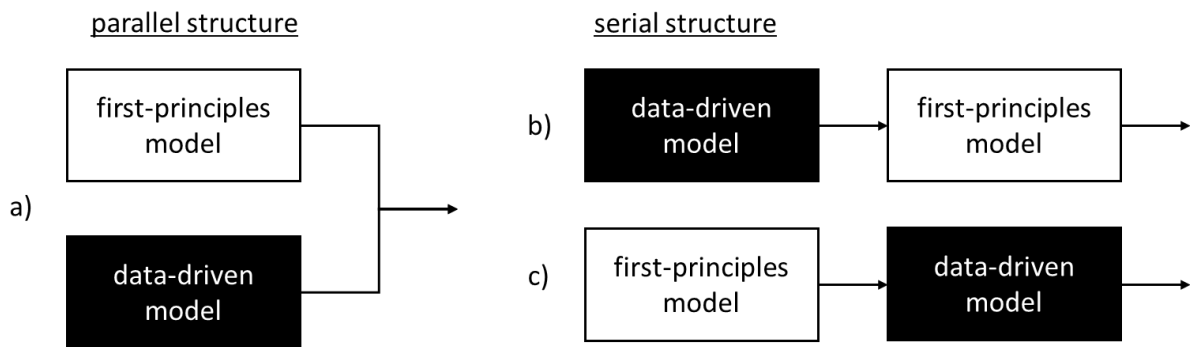 parallel structure
first-principles
model
a)
data-driven
model
serial structure
b)
data-driven
model
first-principles
model
c)
first-principles
model
data-driven
model